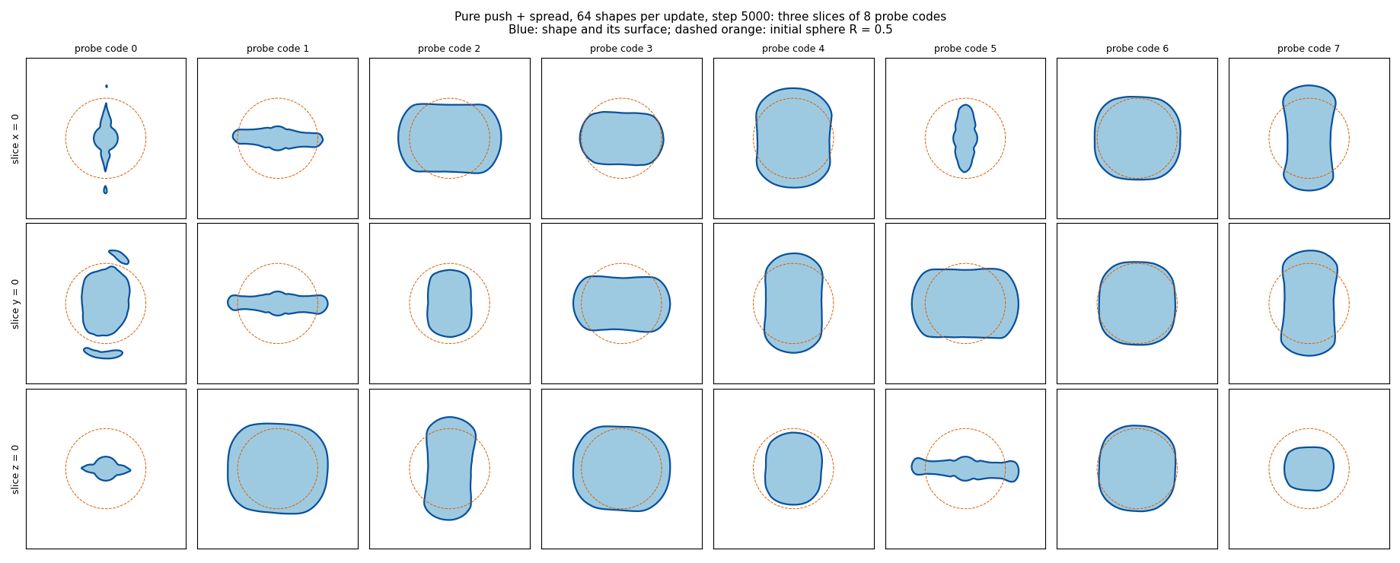 Pure push + spread, 64 shapes per update, step 5000: three slices of 8 probe codes
Blue: shape and its surface; dashed orange: initial sphere R = 0.5
probe code 0
probe code 1
probe code 2
probe code 3
probe code 4
probe code 5
probe code 6
probe code 7
slice x = 0
slice y = 0
slice z = 0